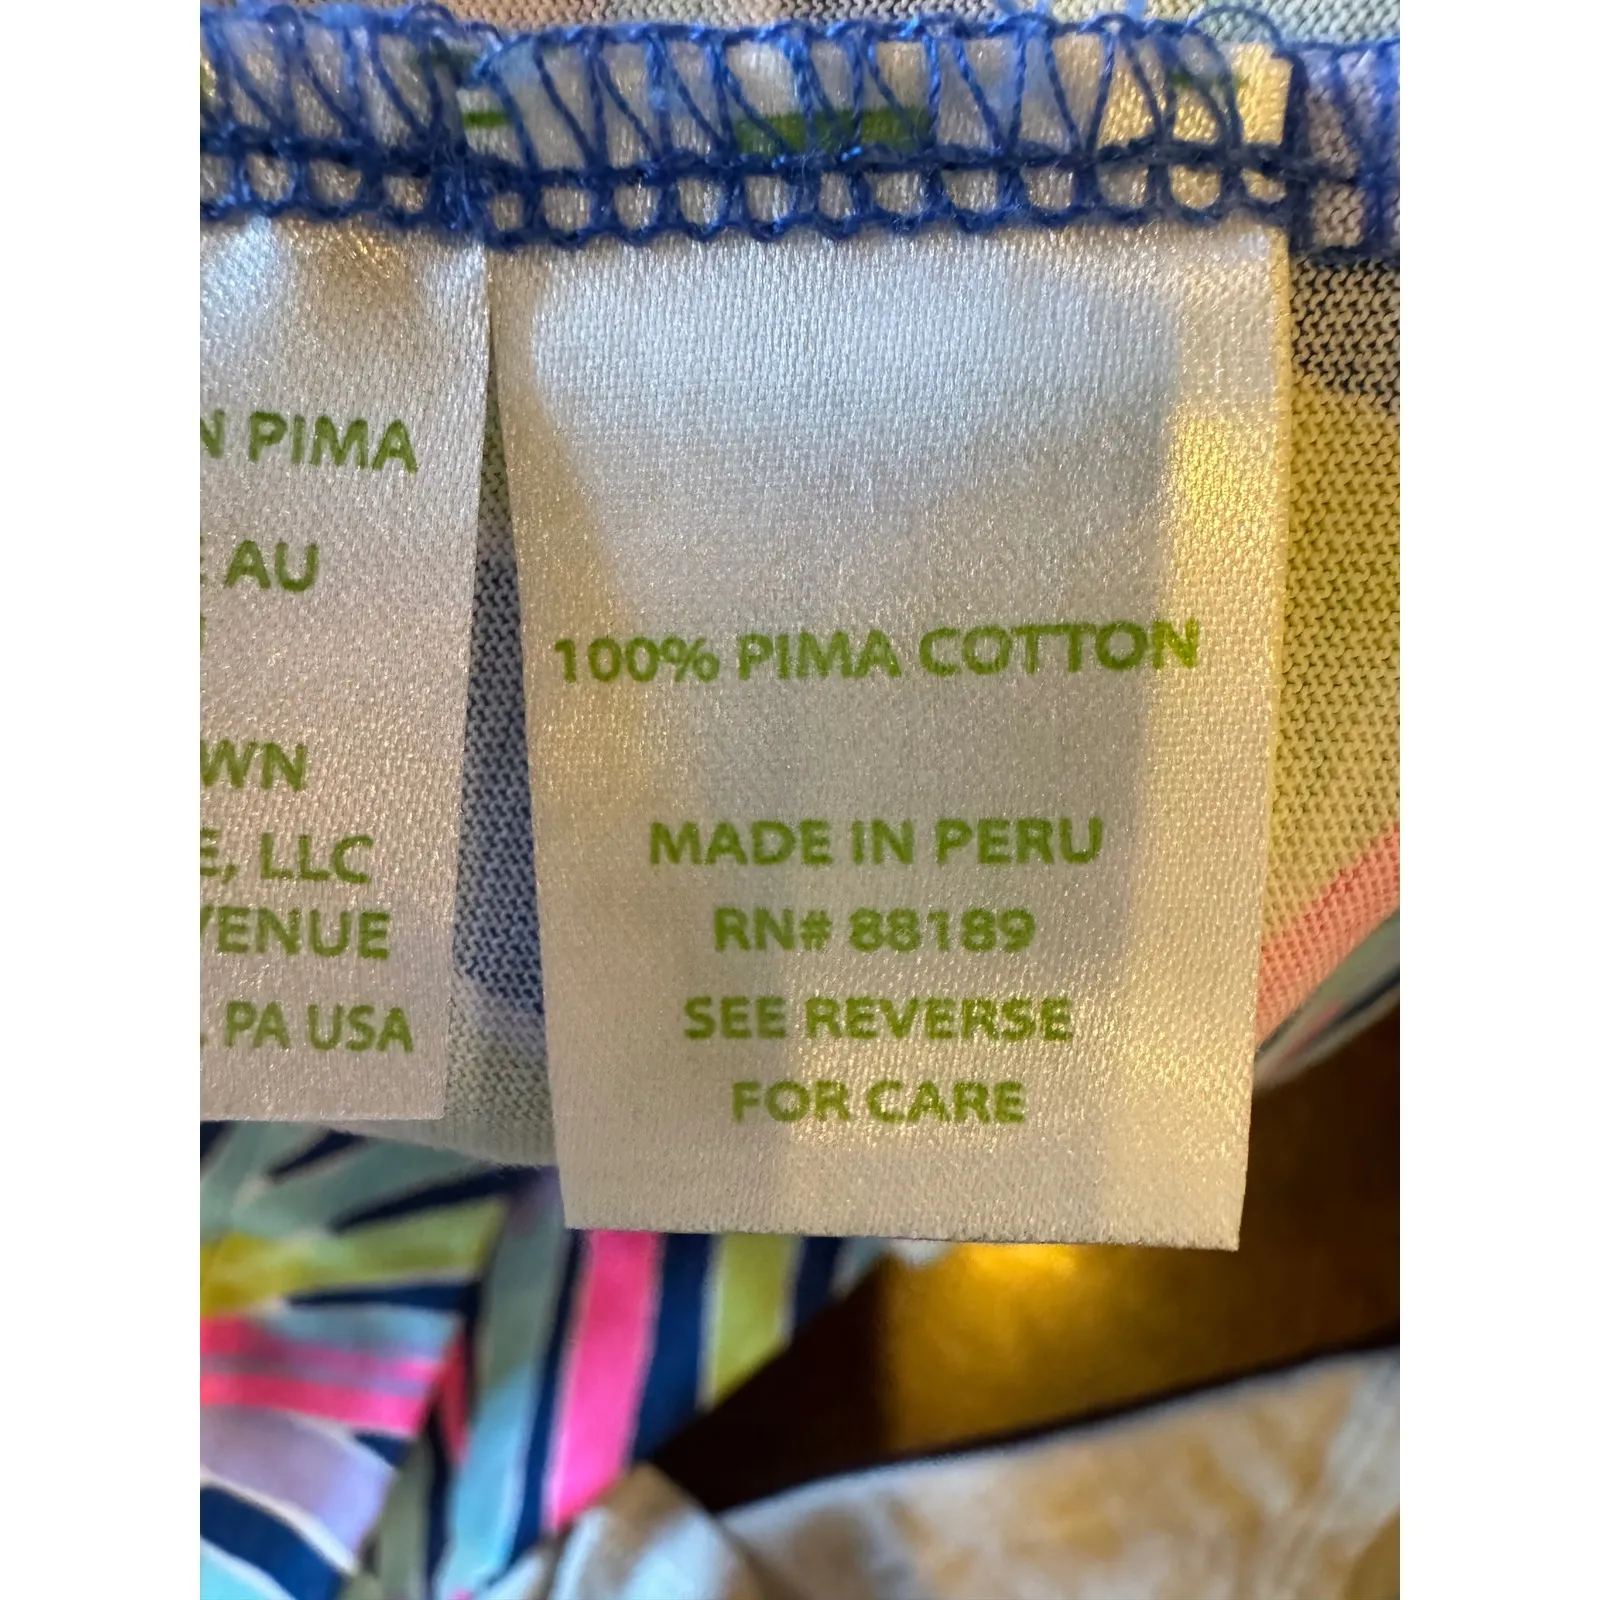 PIMA
AU
WN
E, LLC
VENUE
PA USA
100% PIMA COTTON
MADE IN PERU
RN# 88189
SEE REVERSE
FOR CARE